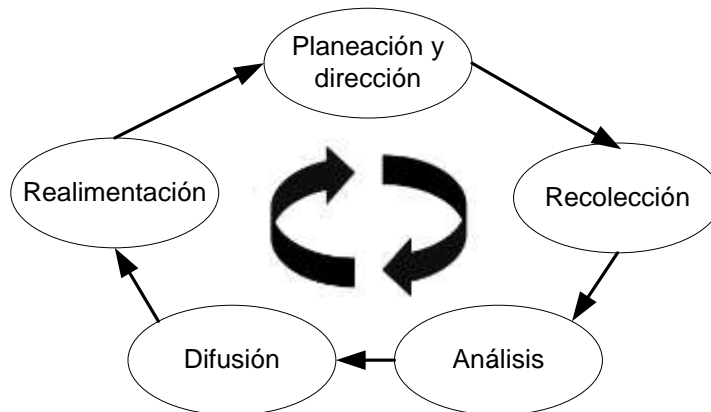 Planeación y
dirección
Recolección
Análisis
Difusión
Realimentación